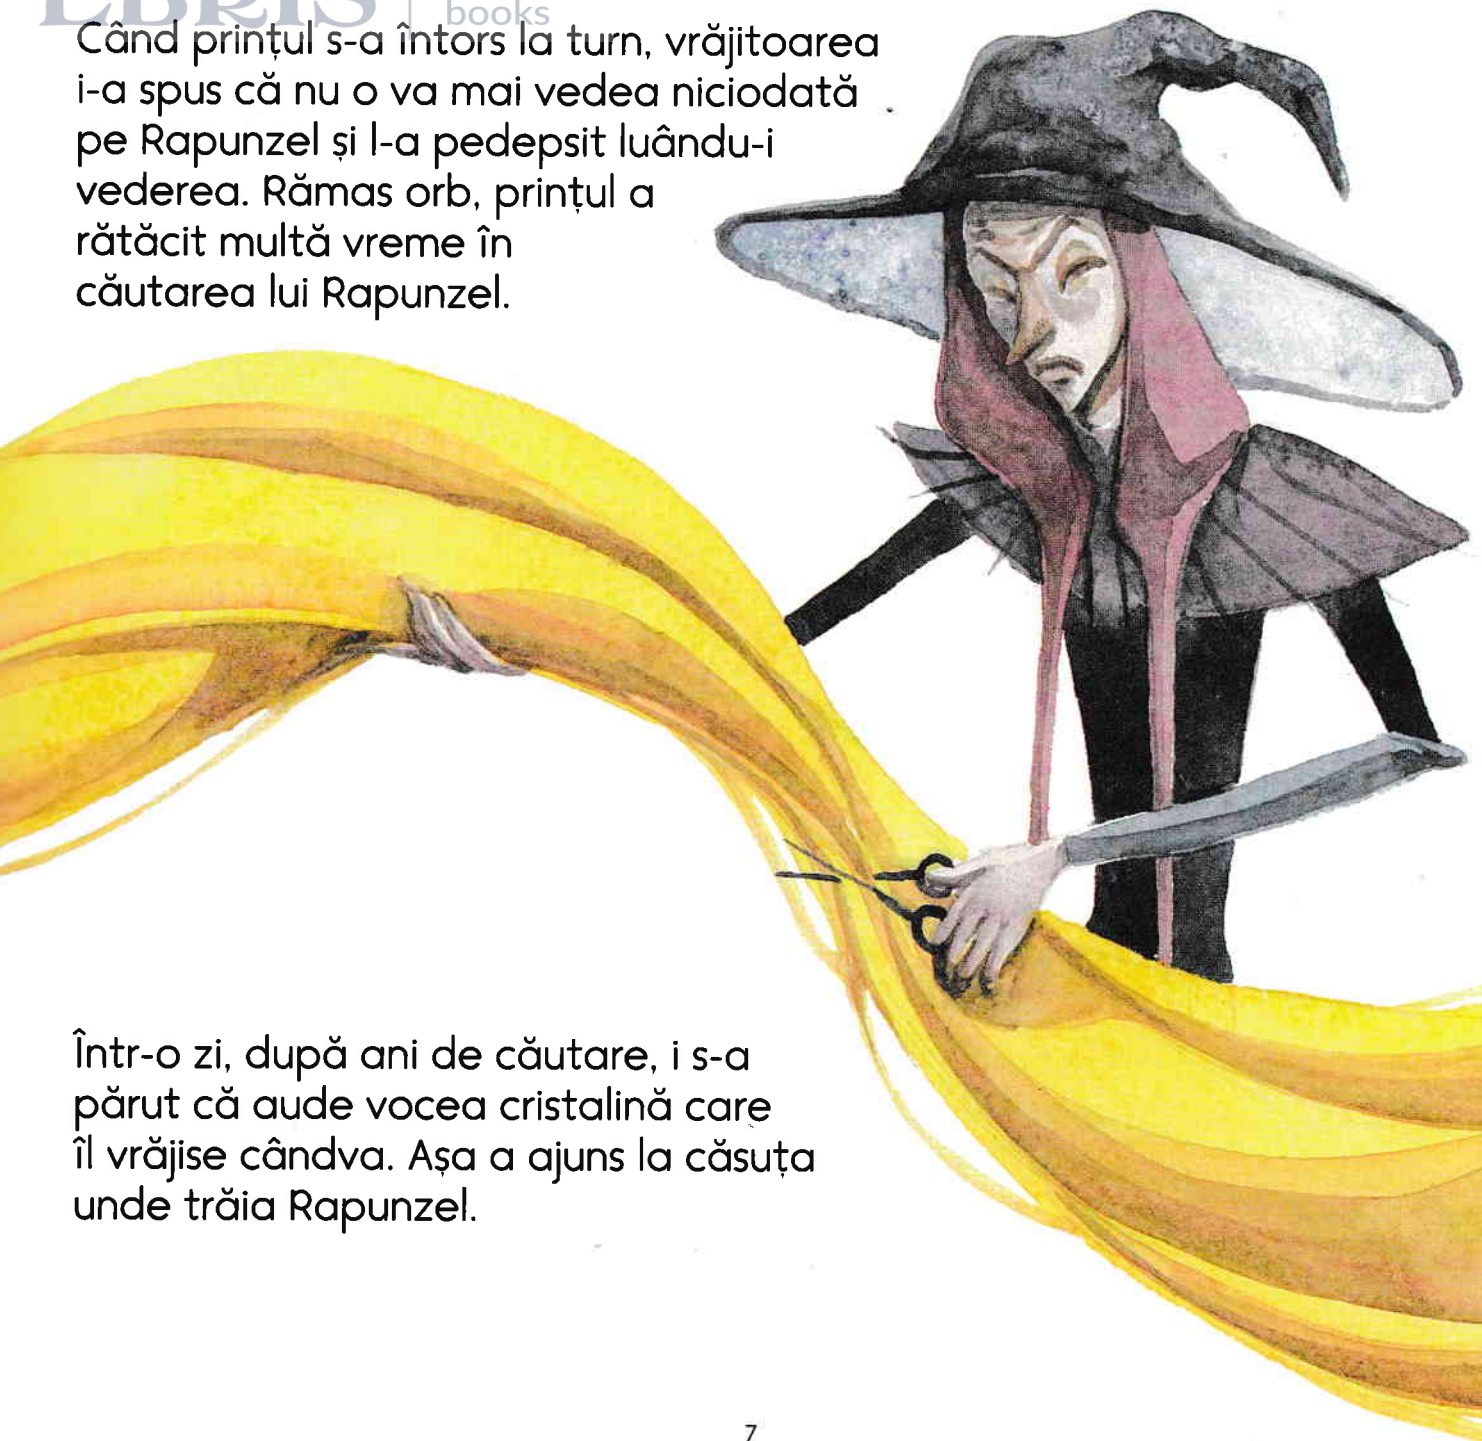 LBRIS | books
Când prințul s-a întors la turn, vrăjitoarea
i-a spus că nu o va mai vedea niciodată
pe Rapunzel și l-a pedepsit luându-i
vederea. Rămas orb, prințul a
rătăcit multă vreme în
căutarea lui Rapunzel.
Într-o zi, după ani de căutare, i s-a
părut că aude vocea cristalină care
îl vrăjise cândva. Așa a ajuns la căsuța
unde trăia Rapunzel.
7